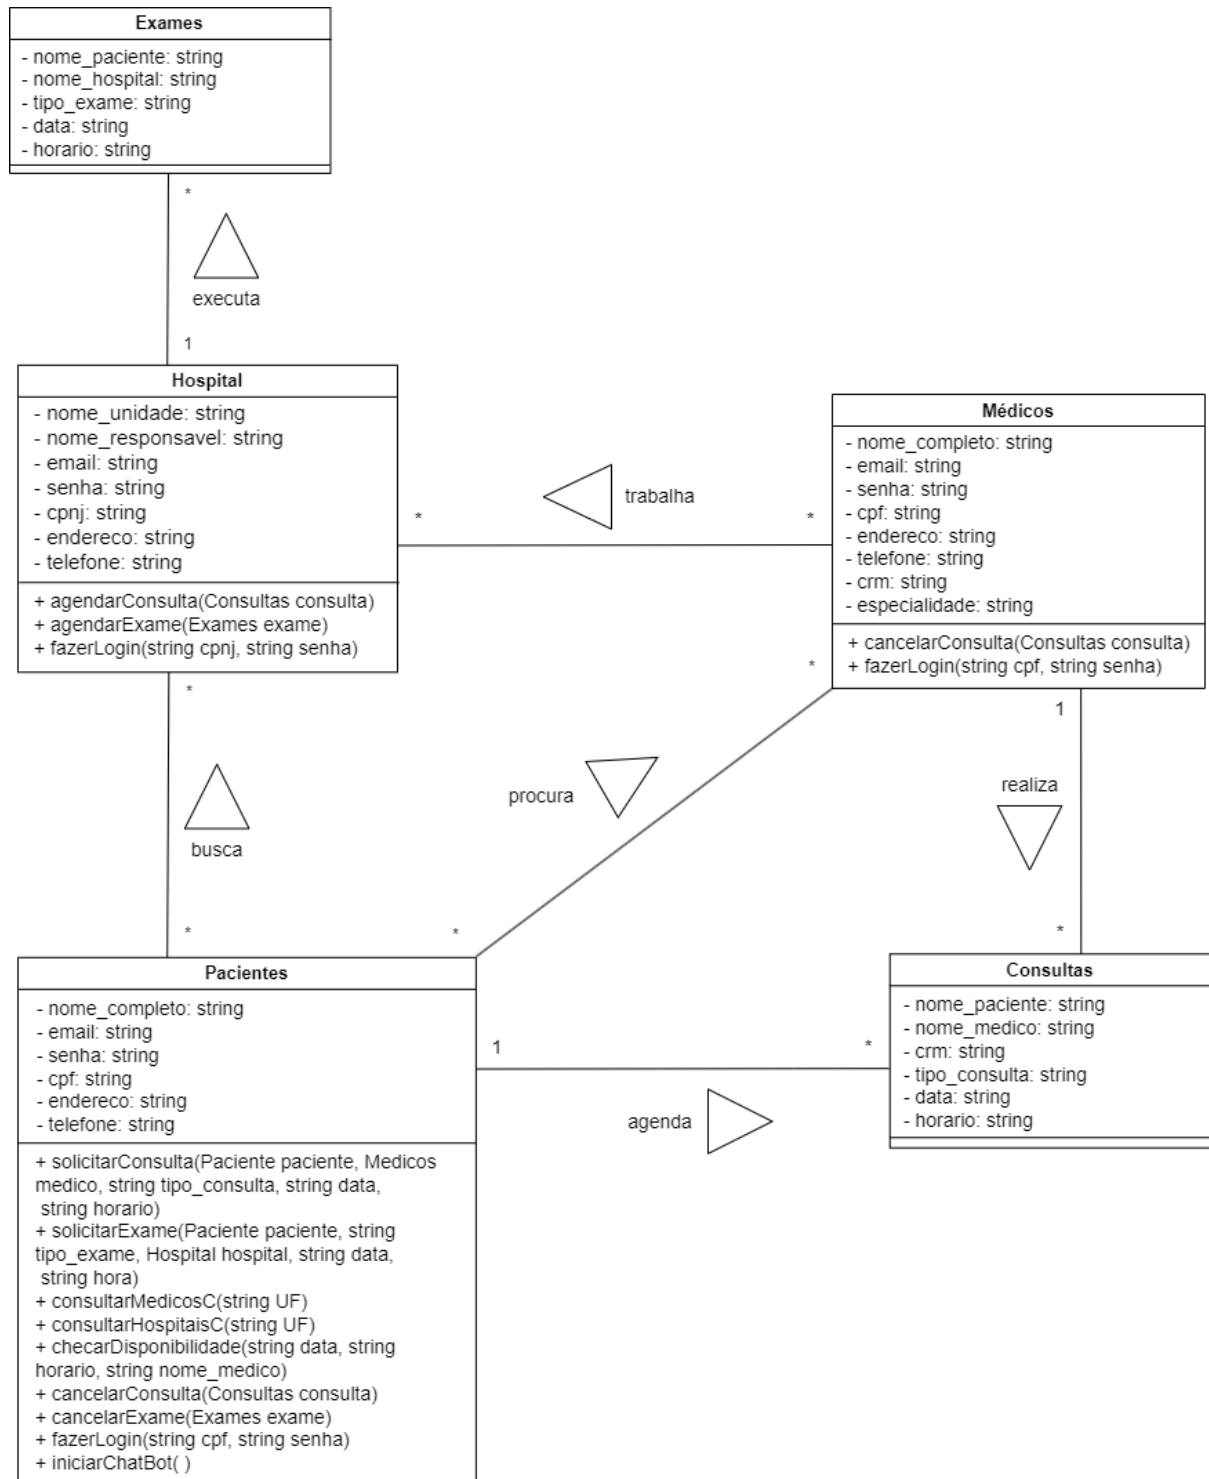 Exames
- nome_paciente: string
- nome_hospital: string
- tipo_exame: string
- data: string
- horario: string
*
executa
1
Hospital
- nome_unidade: string
- nome_responsavel: string
- email: string
- senha: string
- cpnj: string
- endereco: string
- telefone: string
+ agendarConsulta(Consultas consulta)
+ agendarExame(Exames exame)
+ fazerLogin(string cpnj, string senha)
*
trabalha
*
Médicos
- nome_completo: string
- email: string
- senha: string
- cpf: string
- endereco: string
- telefone: string
- crm: string
- especialidade: string
+ cancelarConsulta(Consultas consulta)
+ fazerLogin(string cpf, string senha)
*
busca
*
*
procura
*
1
realiza
*
Pacientes
- nome_completo: string
- email: string
- senha: string
- cpf: string
- endereco: string
- telefone: string
+ solicitarConsulta(Paciente paciente, Medicos
medico, string tipo_consulta, string data,
string horario)
+ solicitarExame(Paciente paciente, string
tipo_exame, Hospital hospital, string data,
string hora)
+ consultarMedicosC(string UF)
+ consultarHospitaisC(string UF)
+ checarDisponibilidade(string data, string
horario, string nome_medico)
+ cancelarConsulta(Consultas consulta)
+ cancelarExame(Exames exame)
+ fazerLogin(string cpf, string senha)
+ iniciarChatBot( )
1
agenda
*
Consultas
- nome_paciente: string
- nome_medico: string
- crm: string
- tipo_consulta: string
- data: string
- horario: string